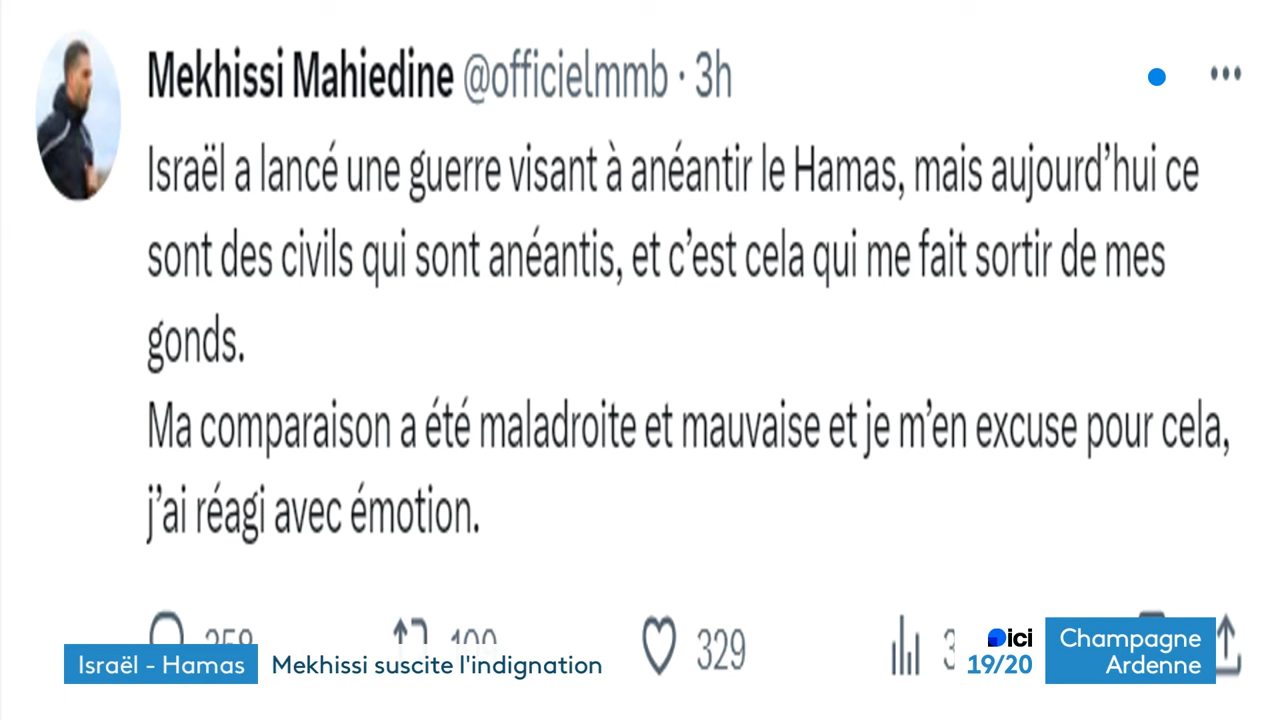 Mekhissi Mahiedine @officielmmb · 3h
Israël a lancé une guerre visant à anéantir le Hamas, mais aujourd’hui ce
sont des civils qui sont anéantis, et c’est cela qui me fait sortir de mes
gonds.
Ma comparaison a été maladroite et mauvaise et je m’en excuse pour cela,
j’ai réagi avec émotion.
329
Israël - Hamas Mekhissi suscite l'indignation
ici
19/20
Champagne
Ardenne